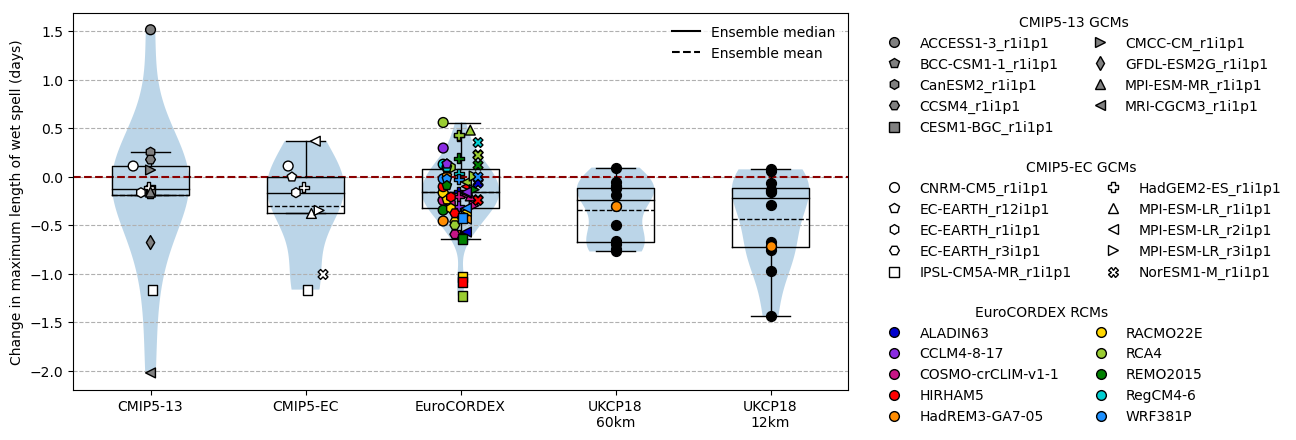 Change in maximum length of wet spell (days)
1.5
1.0
0.5
0.0
−0.5
−1.0
−1.5
−2.0
Ensemble median
Ensemble mean
CMIP5-13
CMIP5-EC
EuroCORDEX
UKCP18
60km
UKCP18
12km
CMIP5-13 GCMs
ACCESS1-3_r1i1p1
BCC-CSM1-1_r1i1p1
CanESM2_r1i1p1
CCSM4_r1i1p1
CESM1-BGC_r1i1p1
CMCC-CM_r1i1p1
GFDL-ESM2G_r1i1p1
MPI-ESM-MR_r1i1p1
MRI-CGCM3_r1i1p1
CMIP5-EC GCMs
CNRM-CM5_r1i1p1
EC-EARTH_r12i1p1
EC-EARTH_r1i1p1
EC-EARTH_r3i1p1
IPSL-CM5A-MR_r1i1p1
HadGEM2-ES_r1i1p1
MPI-ESM-LR_r1i1p1
MPI-ESM-LR_r2i1p1
MPI-ESM-LR_r3i1p1
NorESM1-M_r1i1p1
EuroCORDEX RCMs
ALADIN63
CCLM4-8-17
COSMO-crCLIM-v1-1
HIRHAM5
HadREM3-GA7-05
RACMO22E
RCA4
REMO2015
RegCM4-6
WRF381P